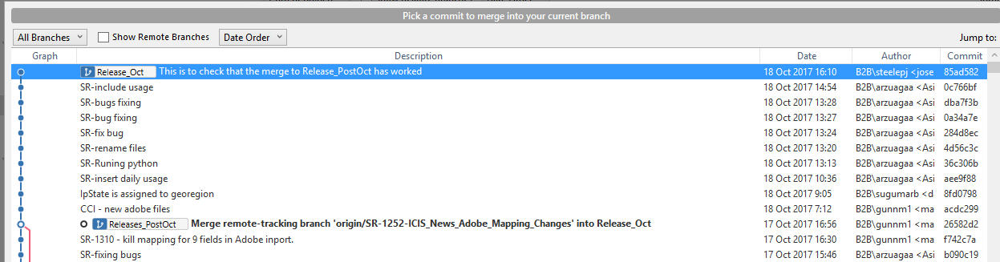 Pick a commit to merge into your current branch
All Branches Show Remote Branches Date Order Jump to:
Graph Description Date Author Commit
Release_Oct This is to check that the merge to Release_PostOct has worked 18 Oct 2017 16:10 B2B\steelepj <jose 85ad582
SR-include usage 18 Oct 2017 14:54 B2B\arzuagaa <Asi 0c766bf
SR-bugs fixing 18 Oct 2017 13:28 B2B\arzuagaa <Asi dba7f3b
SR-bug fixing 18 Oct 2017 13:27 B2B\arzuagaa <Asi 0a34a7e
SR-fix bug 18 Oct 2017 13:24 B2B\arzuagaa <Asi 284d8ec
SR-rename files 18 Oct 2017 13:20 B2B\arzuagaa <Asi 4d56c3c
SR-Runing python 18 Oct 2017 13:13 B2B\arzuagaa <Asi 36c306b
SR-insert daily usage 18 Oct 2017 10:36 B2B\arzuagaa <Asi aee9f88
IpState is assigned to georegion 18 Oct 2017 9:05 B2B\sugumarb <d 8fd0798
CCI - new adobe files 18 Oct 2017 7:12 B2B\gunnm1 <ma acdc299
Releases_PostOct Merge remote-tracking branch 'origin/SR-1252-ICIS_News_Adobe_Mapping_Changes' into Release_Oct 17 Oct 2017 16:56 B2B\gunnm1 <ma 26582d2
SR-1310 - kill mapping for 9 fields in Adobe inport. 17 Oct 2017 16:30 B2B\gunnm1 <ma f742c7a
SR-fixing bugs 17 Oct 2017 15:46 B2B\arzuagaa <Asi b090c19